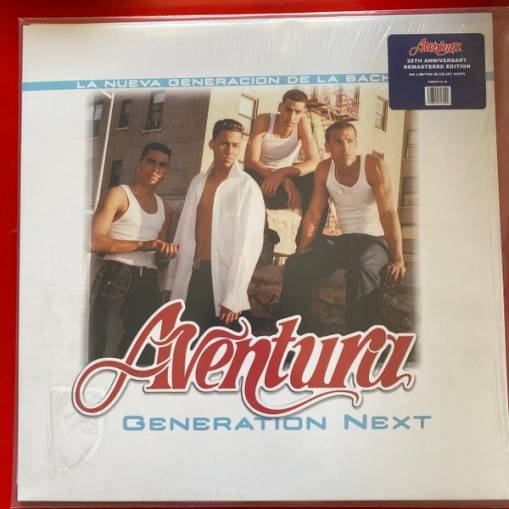 LA NUEVA GENERACION DE LA BACH
Aventura
25TH ANNIVERSARY
REMASTERED EDITION
Aventura
GENERATION NEXT